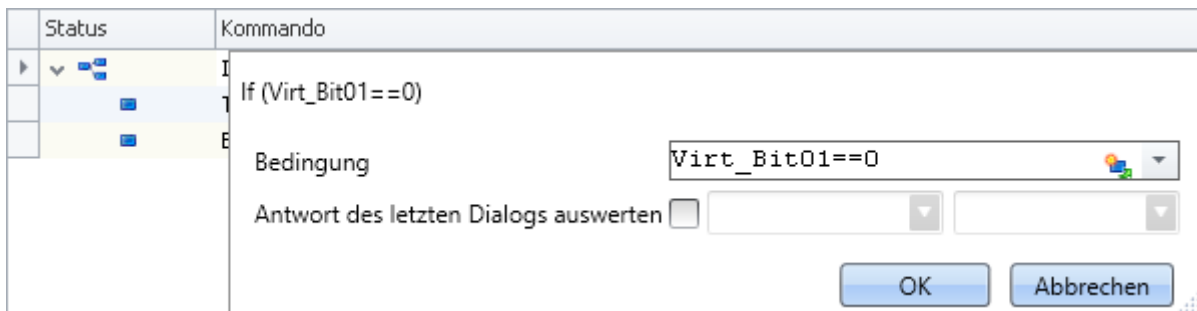 Status Kommando
If (Virt_Bit01==0)
Bedingung Virt_Bit01==0
Antwort des letzten Dialogs auswerten
OK Abbrechen